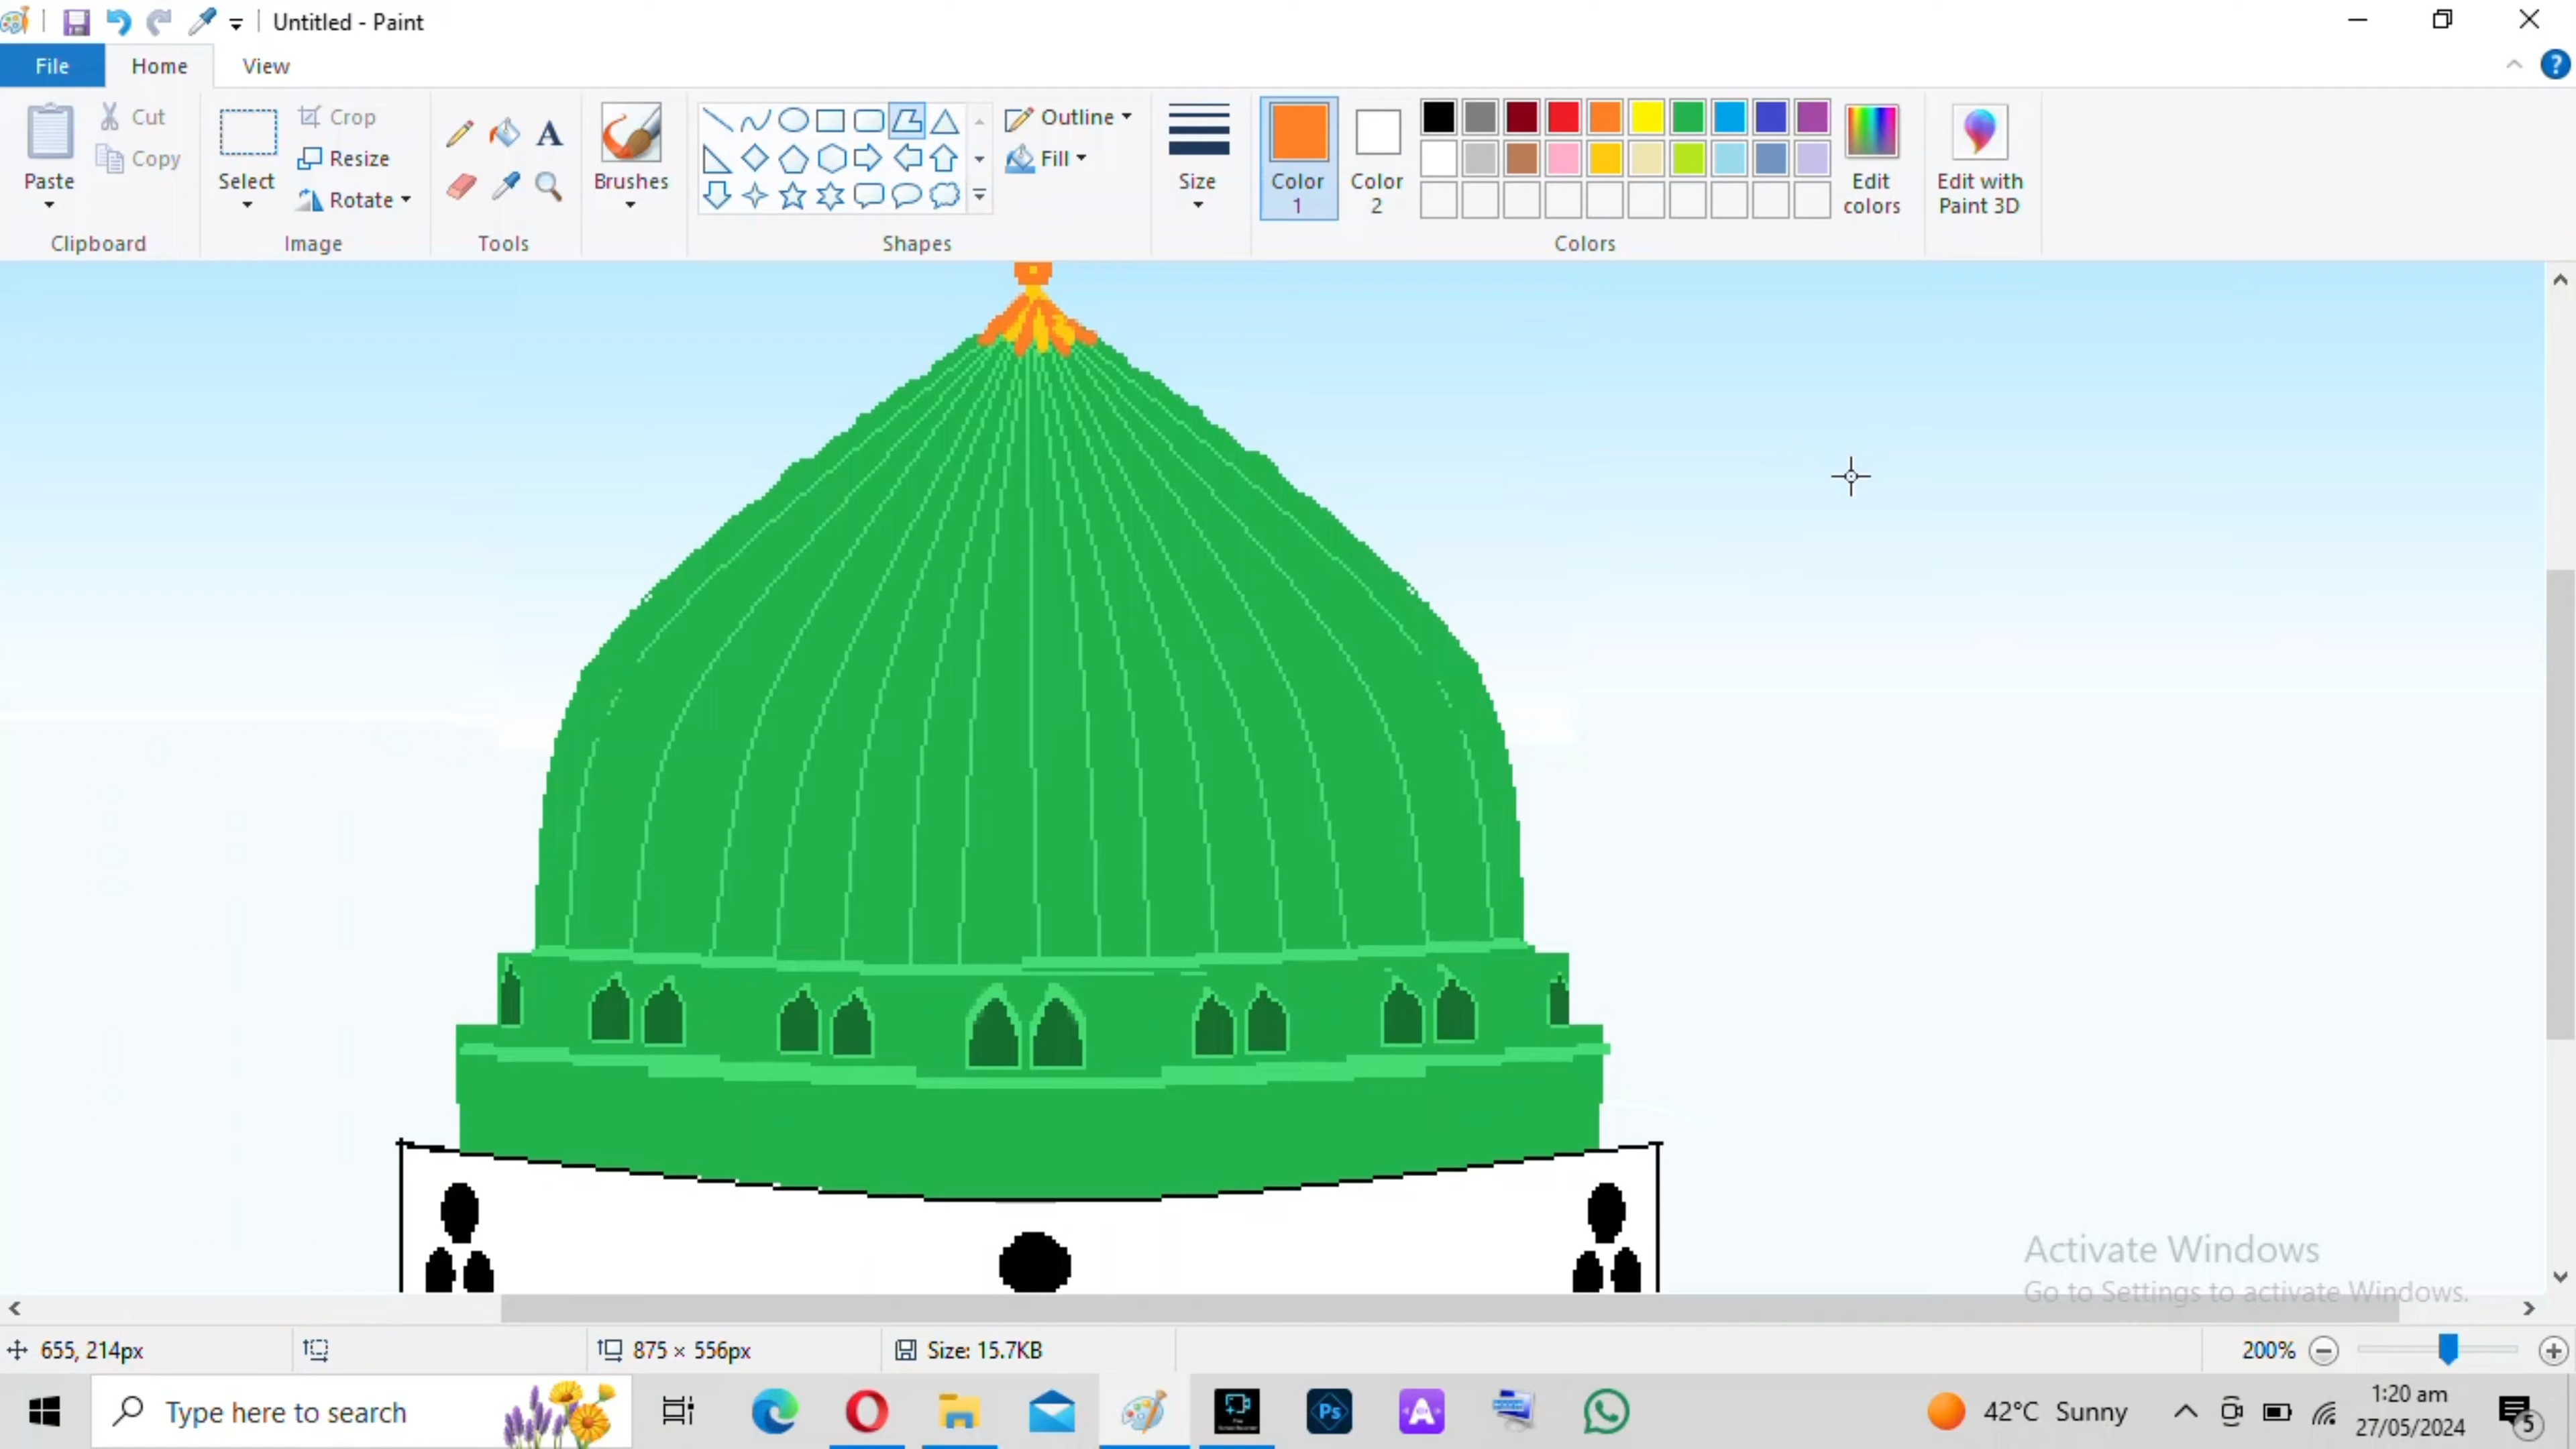 Untitled - Paint
File Home View
Paste Cut Copy Select Crop Resize Rotate A Brushes Outline Fill Size Color 1 Color 2 Edit colors Edit with Paint 3D
Clipboard Image Tools Shapes Colors
Activate Windows
Go to Settings to activate Windows.
655, 214px 875 × 556px Size: 15.7KB 200%
Type here to search Ps A 42°C Sunny 1:20 am
27/05/2024 5